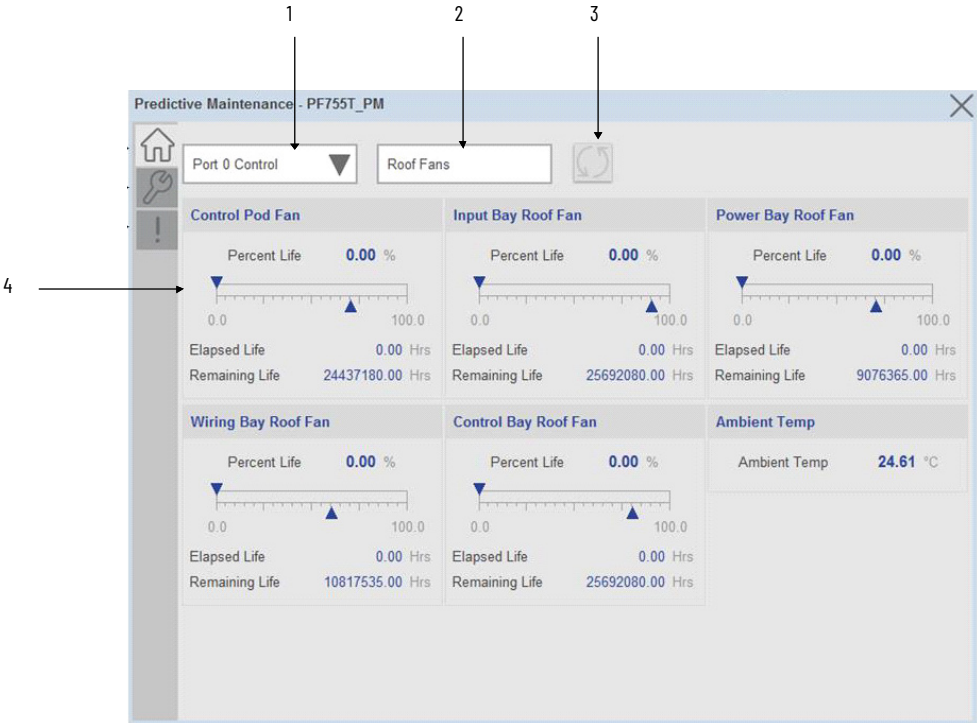 1 2 3
Predictive Maintenance - PF755T_PM
Port 0 Control Roof Fans
Control Pod Fan Input Bay Roof Fan Power Bay Roof Fan
Percent Life 0.00 % Percent Life 0.00 % Percent Life 0.00 %
4
0.0 100.0 0.0 100.0 0.0 100.0
Elapsed Life 0.00 Hrs Elapsed Life 0.00 Hrs Elapsed Life 0.00 Hrs
Remaining Life 24437180.00 Hrs Remaining Life 25692080.00 Hrs Remaining Life 9076365.00 Hrs
Wiring Bay Roof Fan Control Bay Roof Fan Ambient Temp
Percent Life 0.00 % Percent Life 0.00 % Ambient Temp 24.61 °C
0.0 100.0 0.0 100.0
Elapsed Life 0.00 Hrs Elapsed Life 0.00 Hrs
Remaining Life 10817535.00 Hrs Remaining Life 25692080.00 Hrs